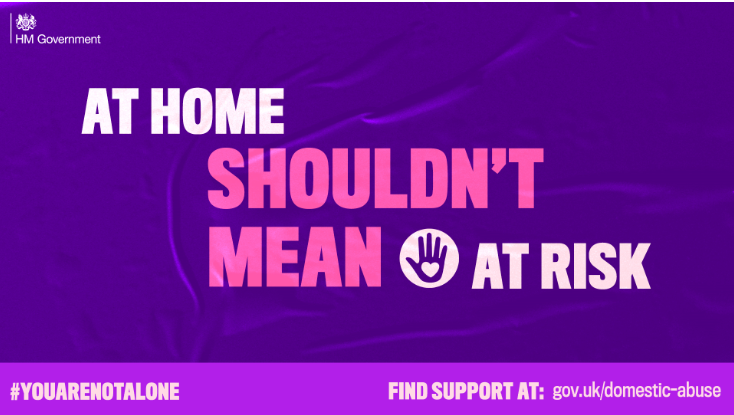 HM Government
AT HOME
SHOULDN'T
MEAN AT RISK
#YOUARENOTALONE
FIND SUPPORT AT: gov.uk/domestic-abuse